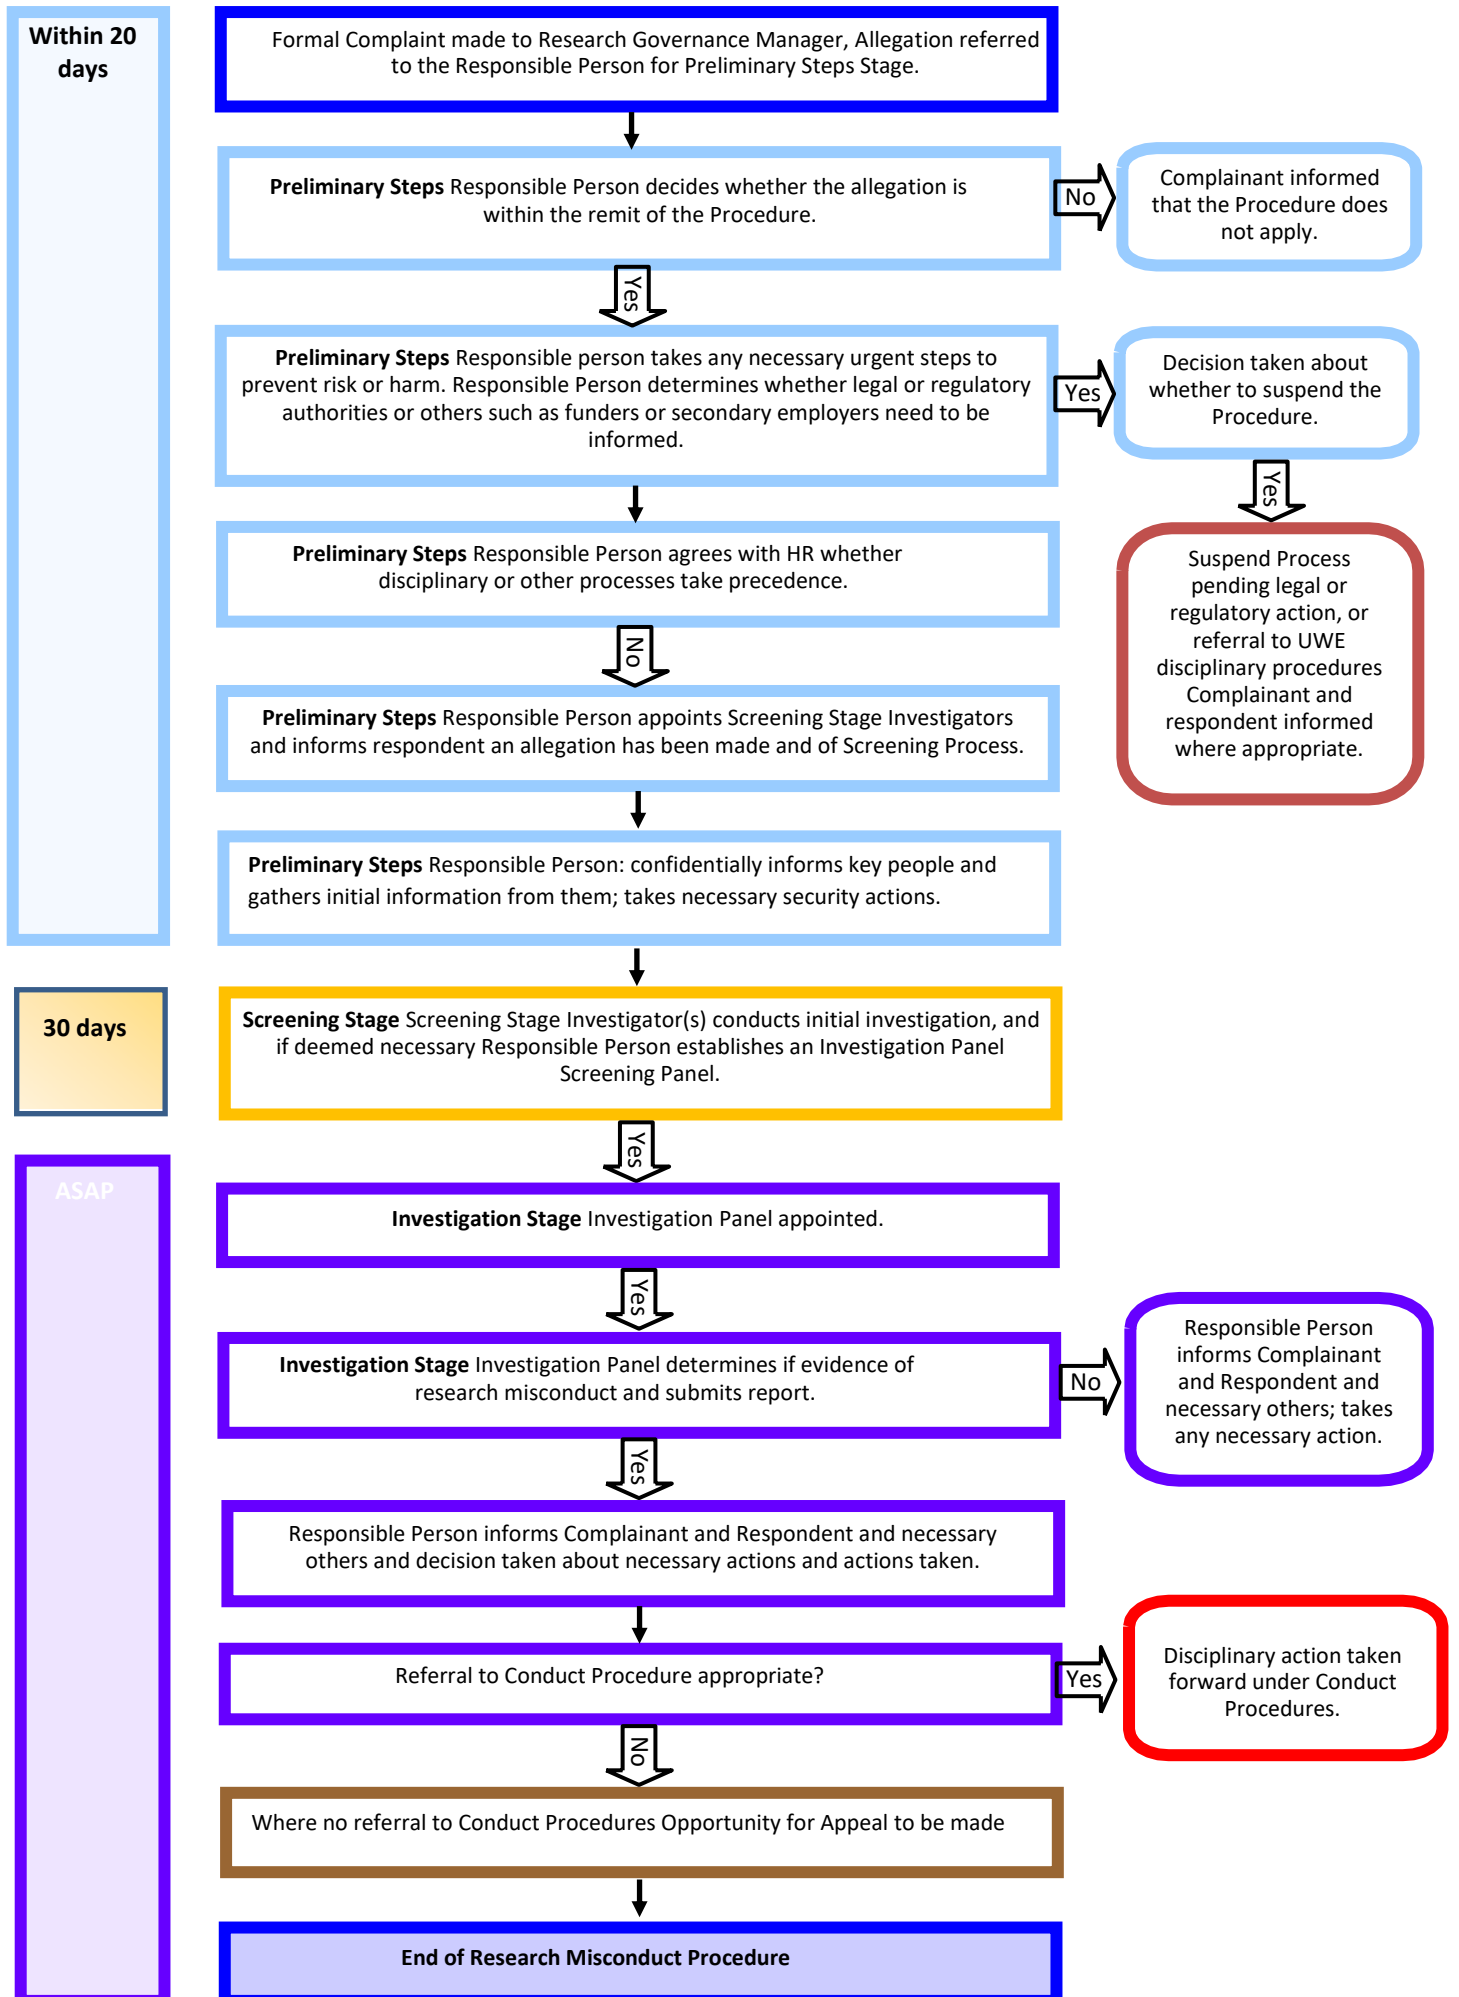 Within 20
days
Formal Complaint made to Research Governance Manager, Allegation referred
to the Responsible Person for Preliminary Steps Stage.
Preliminary Steps Responsible Person decides whether the allegation is
within the remit of the Procedure.
No
Complainant informed
that the Procedure does
not apply.
Yes
Preliminary Steps Responsible person takes any necessary urgent steps to
prevent risk or harm. Responsible Person determines whether legal or regulatory
authorities or others such as funders or secondary employers need to be
informed.
Yes
Decision taken about
whether to suspend the
Procedure.
Yes
Preliminary Steps Responsible Person agrees with HR whether
disciplinary or other processes take precedence.
Suspend Process
pending legal or
regulatory action, or
referral to UWE
disciplinary procedures
Complainant and
respondent informed
where appropriate.
No
Preliminary Steps Responsible Person appoints Screening Stage Investigators
and informs respondent an allegation has been made and of Screening Process.
Preliminary Steps Responsible Person: confidentially informs key people and
gathers initial information from them; takes necessary security actions.
30 days
Screening Stage Screening Stage Investigator(s) conducts initial investigation, and
if deemed necessary Responsible Person establishes an Investigation Panel
Screening Panel.
Yes
ASAP
Investigation Stage Investigation Panel appointed.
Yes
Investigation Stage Investigation Panel determines if evidence of
research misconduct and submits report.
No
Responsible Person
informs Complainant
and Respondent and
necessary others; takes
any necessary action.
Yes
Responsible Person informs Complainant and Respondent and necessary
others and decision taken about necessary actions and actions taken.
Referral to Conduct Procedure appropriate?
Yes
Disciplinary action taken
forward under Conduct
Procedures.
No
Where no referral to Conduct Procedures Opportunity for Appeal to be made
End of Research Misconduct Procedure